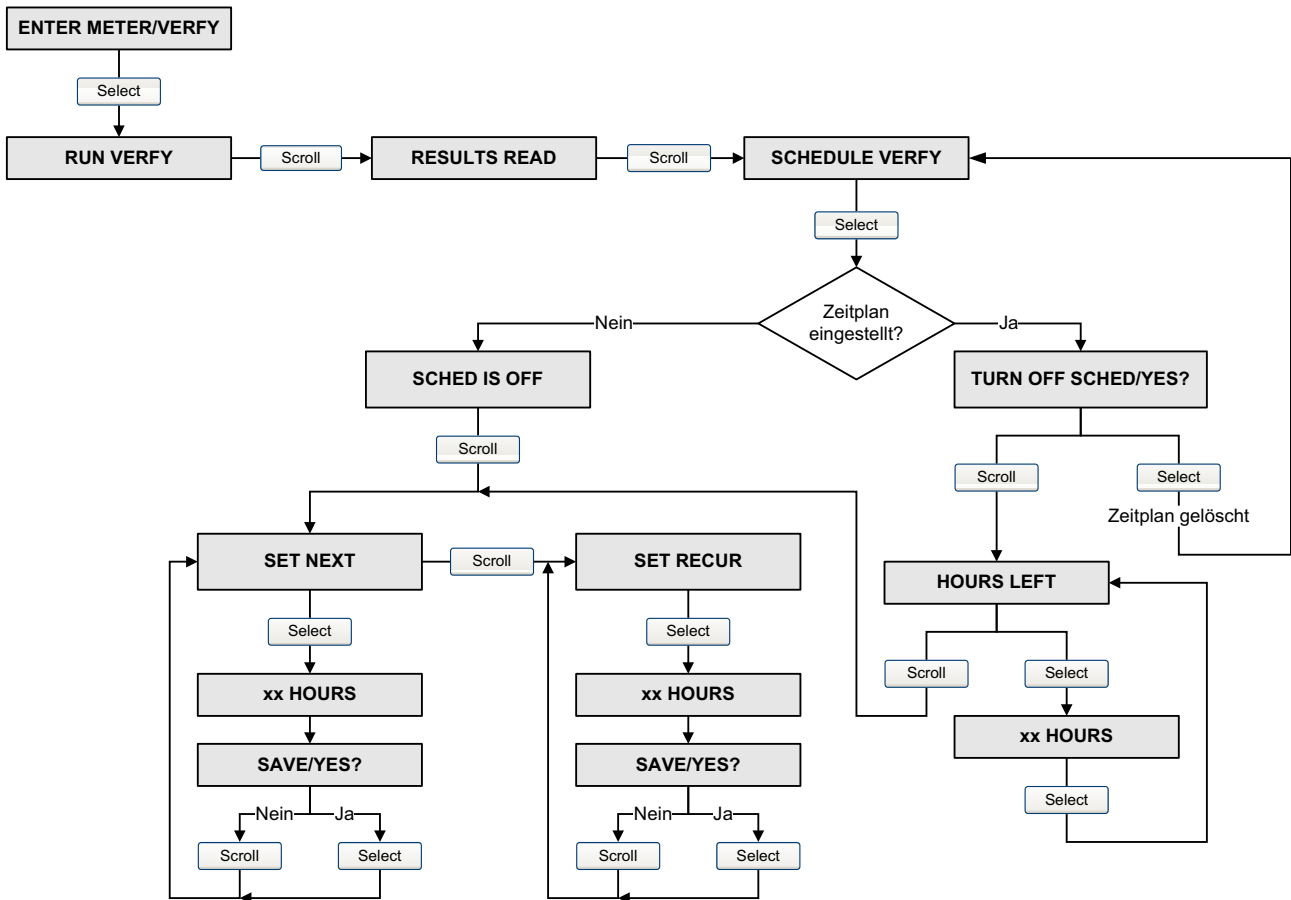 ENTER METER/VERFY
Select
RUN VERFY
Scroll
RESULTS READ
Scroll
SCHEDULE VERFY
Select
Zeitplan
eingestellt?
Nein
Ja
SCHED IS OFF
TURN OFF SCHED/YES?
Scroll
Scroll
Select
Zeitplan gelöscht
SET NEXT
Scroll
SET RECUR
HOURS LEFT
Select
Select
Scroll
Select
xx HOURS
xx HOURS
xx HOURS
SAVE/YES?
SAVE/YES?
Select
Nein
Ja
Nein
Ja
Scroll
Select
Scroll
Select